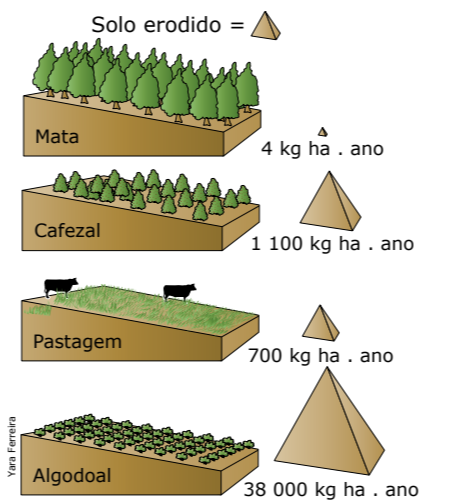 Solo erodido =
Mata
4 kg ha . ano
Cafezal
1 100 kg ha . ano
Pastagem
700 kg ha . ano
Algodoal
38 000 kg ha . ano
Yara Ferreira